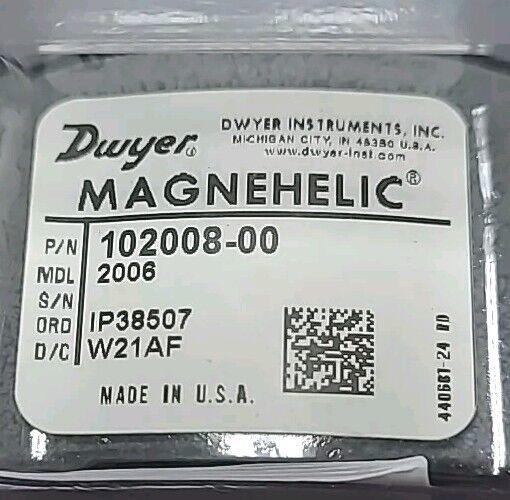 Dwyer®
DWYER INSTRUMENTS, INC.
MICHIGAN CITY, IN 46360 U.S.A.
www.dwyer-inst.com
MAGNEHELIC®
P/N 102008-00
MDL 2006
S/N
ORD IP38507
D/C W21AF
MADE IN U.S.A.
440681-24